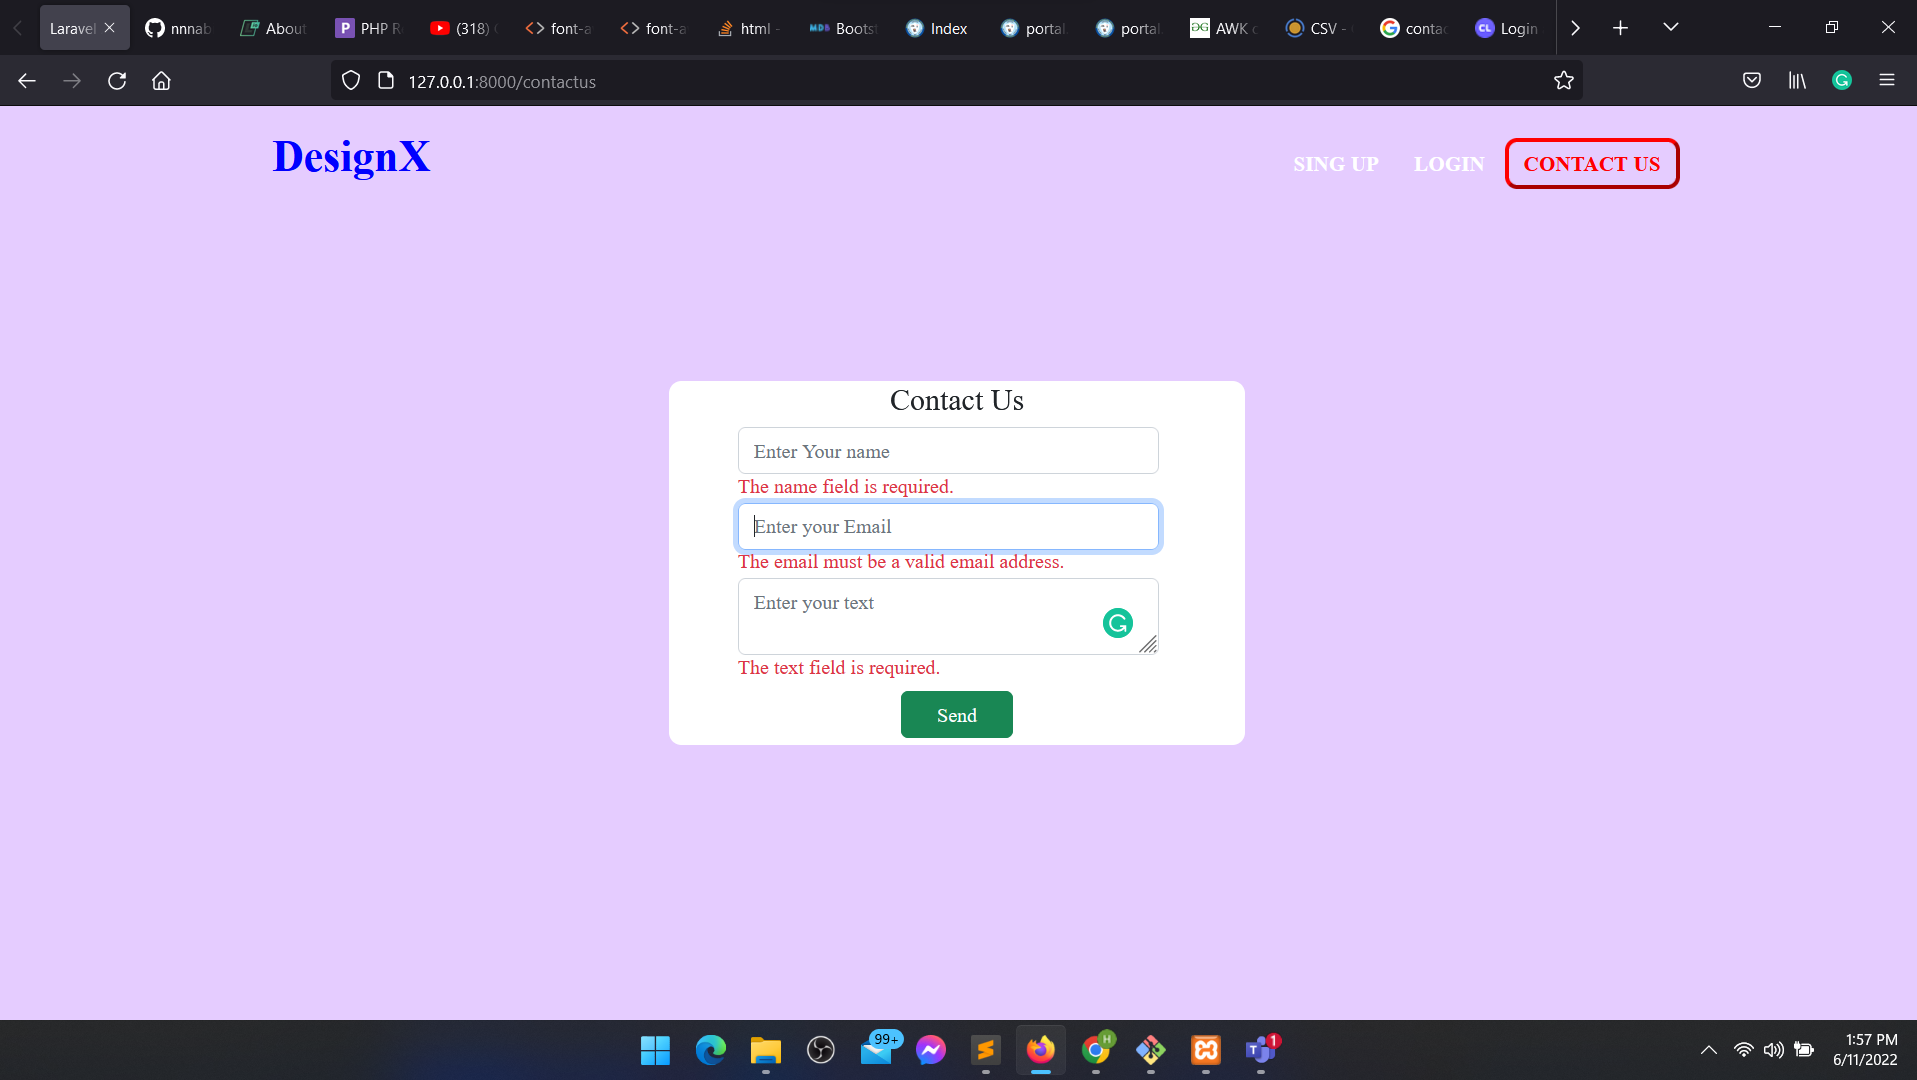 Laravel
nnnab
About
PHP R
(318)
font-a
font-a
html -
Bootst
Index
portal.
portal.
AWK c
CSV -
contac
Login
127.0.0.1:8000/contactus
DesignX
SING UP
LOGIN
CONTACT US
Contact Us
Enter Your name
The name field is required.
Enter your Email
The email must be a valid email address.
Enter your text
The text field is required.
Send
99+
H
1
1:57 PM
6/11/2022